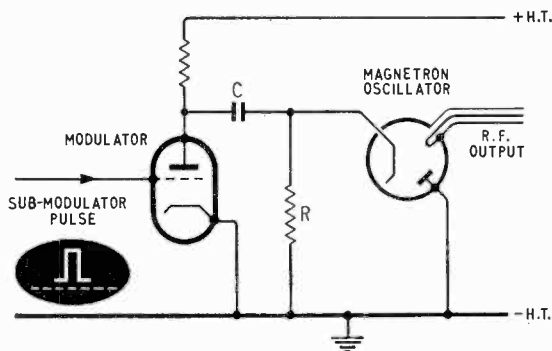 +H.T.
MAGNETRON
OSCILLATOR
C
MODULATOR
R.F.
OUTPUT
SUB-MODULATOR
PULSE
R
-H.T.